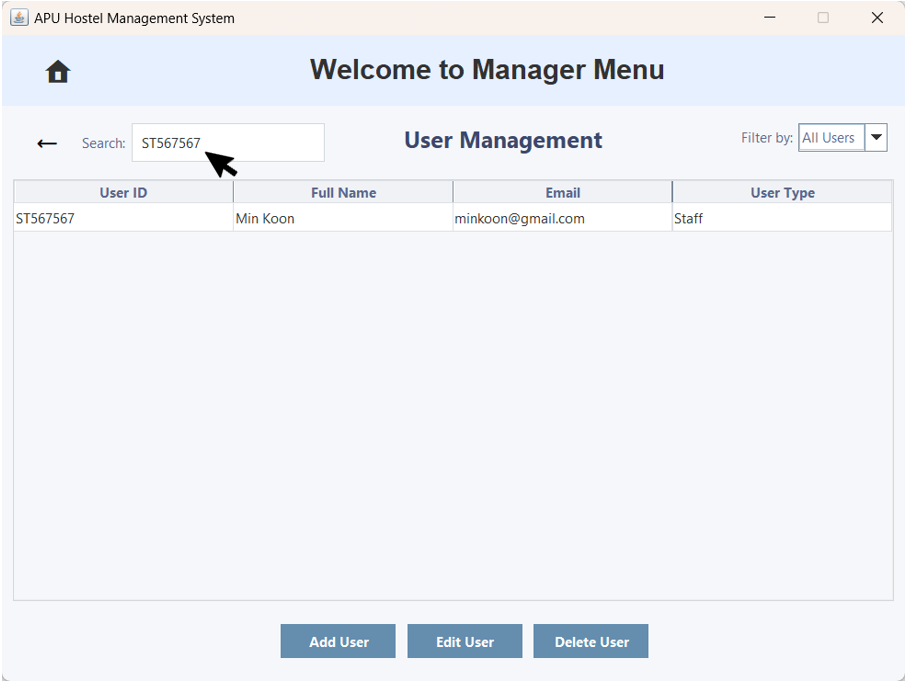 APU Hostel Management System
Welcome to Manager Menu
Search: ST567567
User Management
Filter by: All Users
User ID Full Name Email User Type
ST567567 Min Koon minkoon@gmail.com Staff
Add User Edit User Delete User